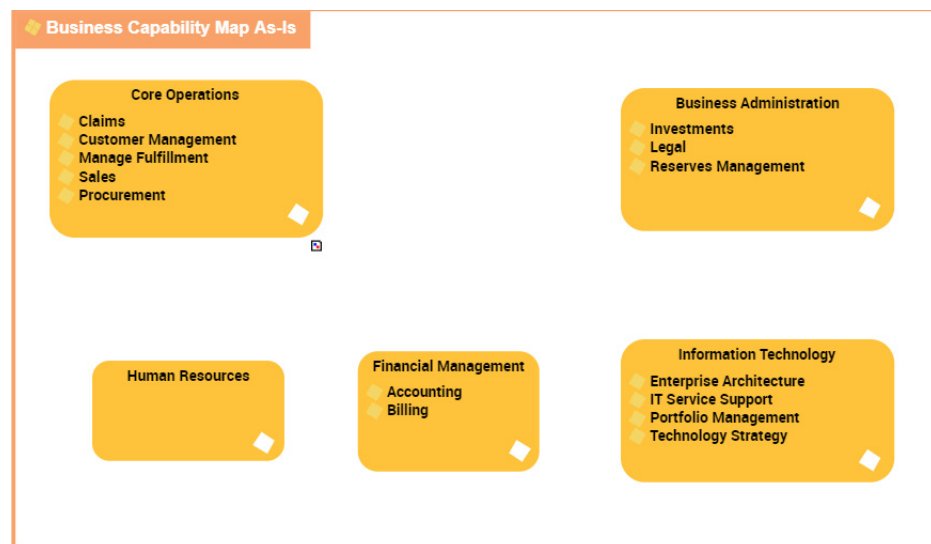 Business Capability Map As-Is
Core Operations
Claims
Customer Management
Manage Fulfillment
Sales
Procurement
Business Administration
Investments
Legal
Reserves Management
Human Resources
Financial Management
Accounting
Billing
Information Technology
Enterprise Architecture
IT Service Support
Portfolio Management
Technology Strategy